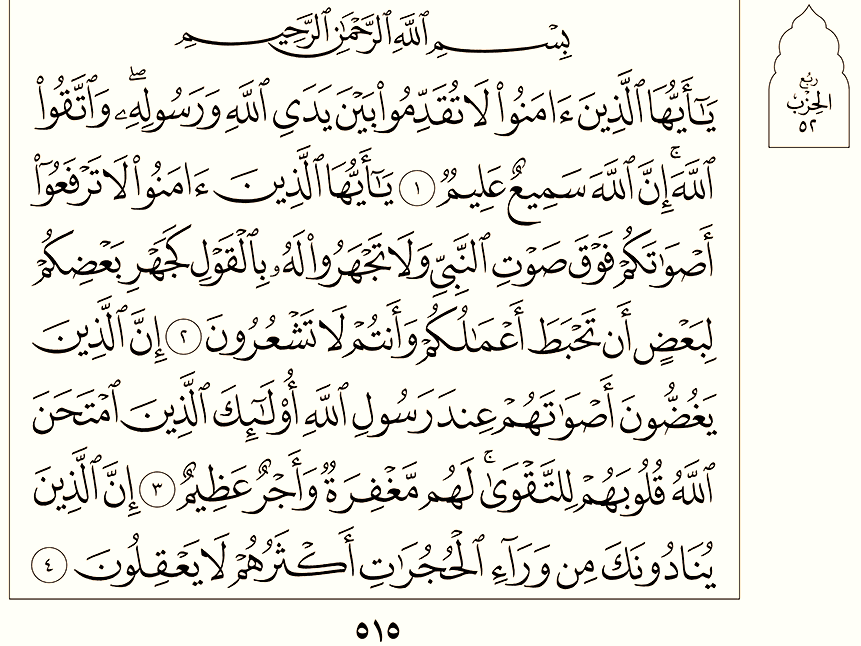 بِسْمِ ٱللَّهِ ٱلرَّحْمَٰنِ ٱلرَّحِيمِ
يَٰٓأَيُّهَا ٱلَّذِينَ ءَامَنُوا۟ لَا تُقَدِّمُوا۟ بَيْنَ يَدَىِ ٱللَّهِ وَرَسُولِهِۦ ۖ وَٱتَّقُوا۟
ٱللَّهَ ۚ إِنَّ ٱللَّهَ سَمِيعٌ عَلِيمٌ ١ يَٰٓأَيُّهَا ٱلَّذِينَ ءَامَنُوا۟ لَا تَرْفَعُوٓا۟
أَصْوَٰتَكُمْ فَوْقَ صَوْتِ ٱلنَّبِىِّ وَلَا تَجْهَرُوا۟ لَهُۥ بِٱلْقَوْلِ كَجَهْرِ بَعْضِكُمْ
لِبَعْضٍ أَن تَحْبَطَ أَعْمَٰلُكُمْ وَأَنتُمْ لَا تَشْعُرُونَ ٢ إِنَّ ٱلَّذِينَ
يَغُضُّونَ أَصْوَٰتَهُمْ عِندَ رَسُولِ ٱللَّهِ أُو۟لَٰٓئِكَ ٱلَّذِينَ ٱمْتَحَنَ
ٱللَّهُ قُلُوبَهُمْ لِلتَّقْوَىٰ ۚ لَهُم مَّغْفِرَةٌ وَأَجْرٌ عَظِيمٌ ٣ إِنَّ ٱلَّذِينَ
يُنَادُونَكَ مِن وَرَآءِ ٱلْحُجُرَٰتِ أَكْثَرُهُمْ لَا يَعْقِلُونَ ٤
ربع
الحزب
٥٢
٥١٥